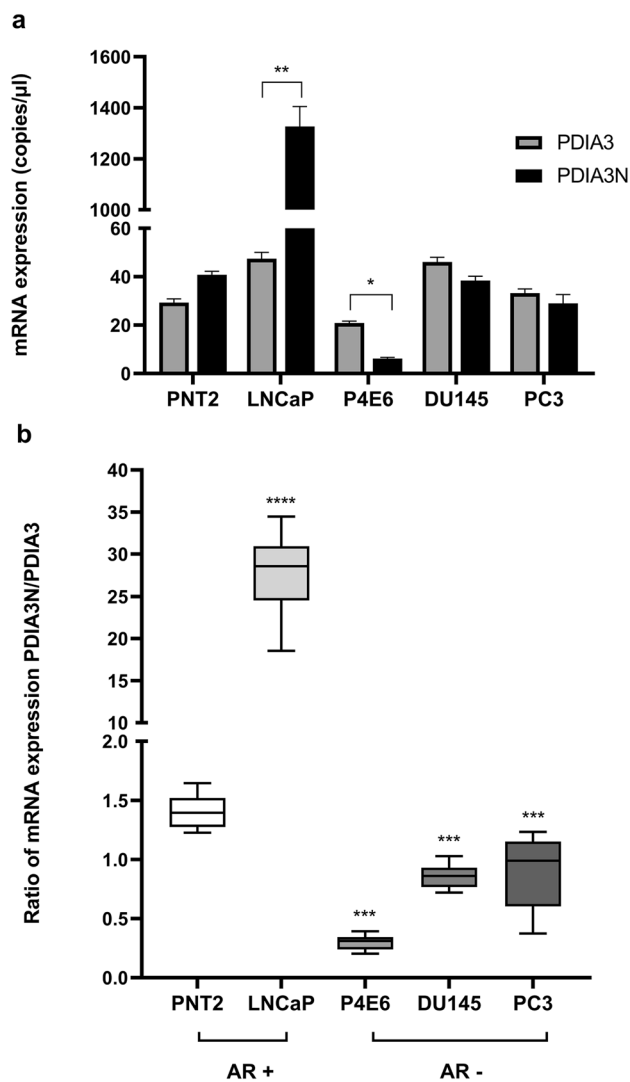 a
mRNA expression (copies/μl)
1600
1400
1200
1000
60
40
20
0
**
*
PDIA3
PDIA3N
PNT2 LNCaP P4E6 DU145 PC3
b
Ratio of mRNA expression PDIA3N/PDIA3
40
35
30
25
20
15
10
2.0
1.5
1.0
0.5
0.0
****
***
***
***
PNT2 LNCaP P4E6 DU145 PC3
AR + AR -